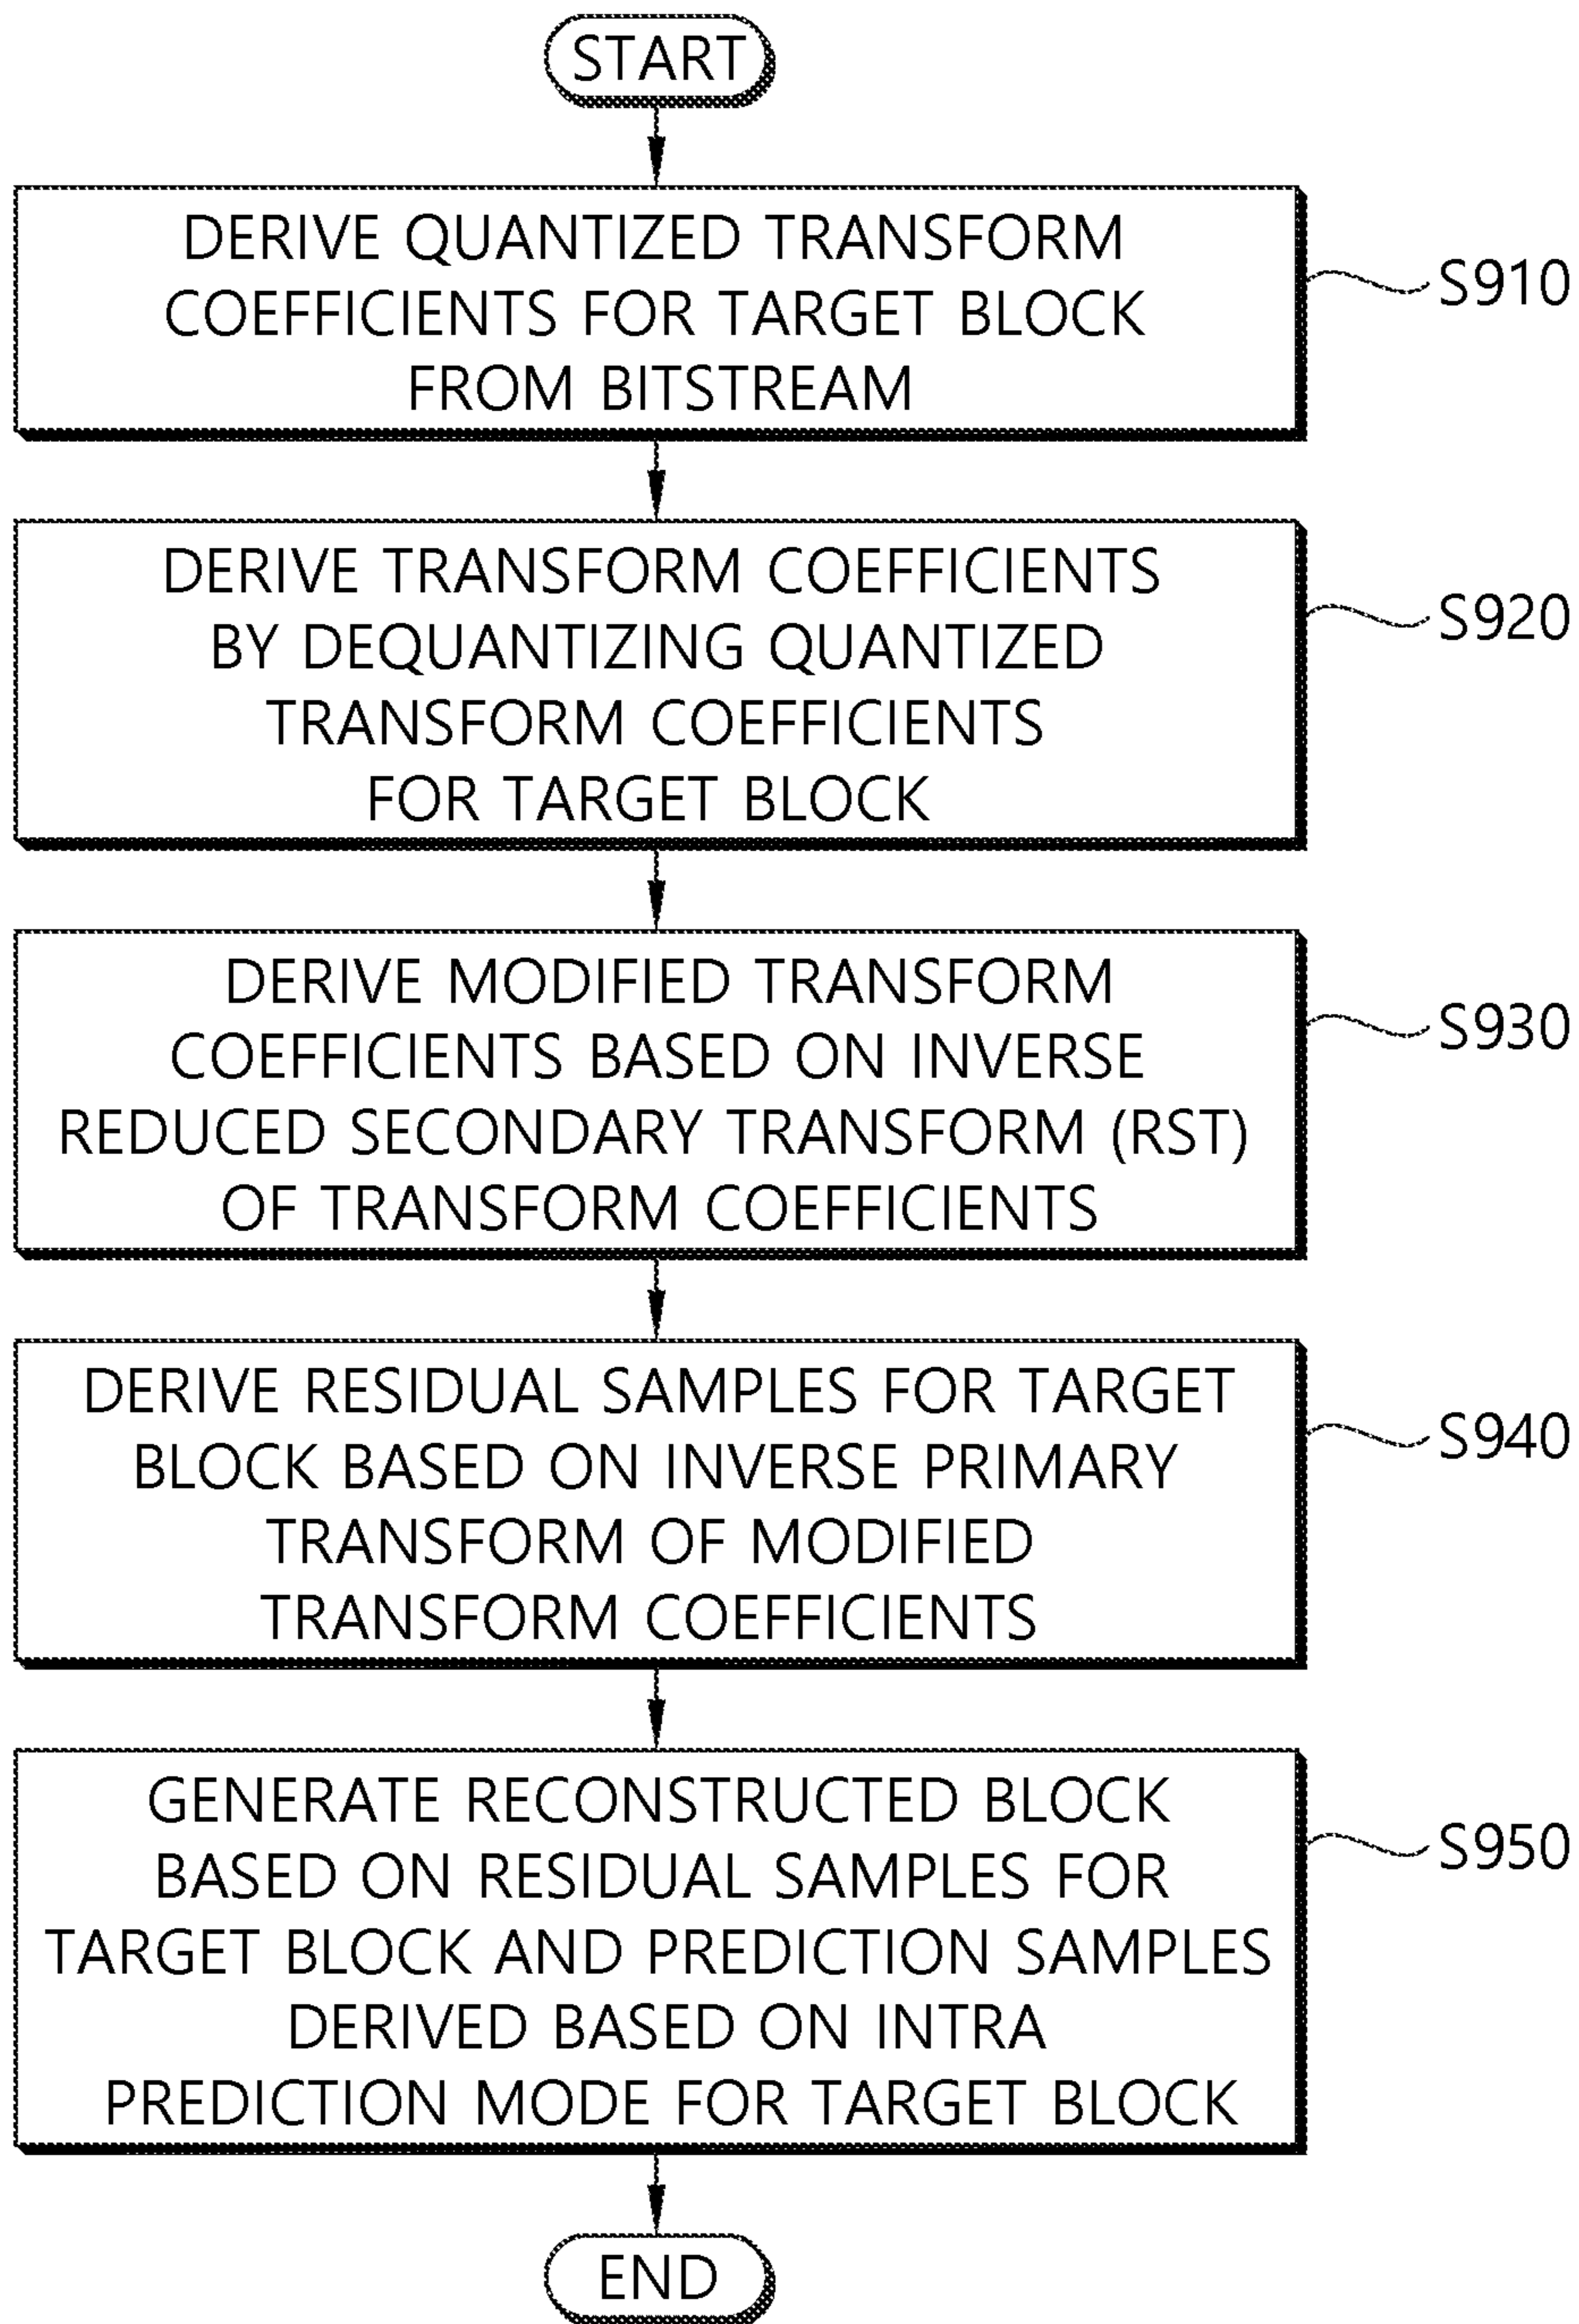 START
DERIVE QUANTIZED TRANSFORM
COEFFICIENTS FOR TARGET BLOCK
FROM BITSTREAM
S910
DERIVE TRANSFORM COEFFICIENTS
BY DEQUANTIZING QUANTIZED
TRANSFORM COEFFICIENTS
FOR TARGET BLOCK
S920
DERIVE MODIFIED TRANSFORM
COEFFICIENTS BASED ON INVERSE
REDUCED SECONDARY TRANSFORM (RST)
OF TRANSFORM COEFFICIENTS
S930
DERIVE RESIDUAL SAMPLES FOR TARGET
BLOCK BASED ON INVERSE PRIMARY
TRANSFORM OF MODIFIED
TRANSFORM COEFFICIENTS
S940
GENERATE RECONSTRUCTED BLOCK
BASED ON RESIDUAL SAMPLES FOR
TARGET BLOCK AND PREDICTION SAMPLES
DERIVED BASED ON INTRA
PREDICTION MODE FOR TARGET BLOCK
S950
END